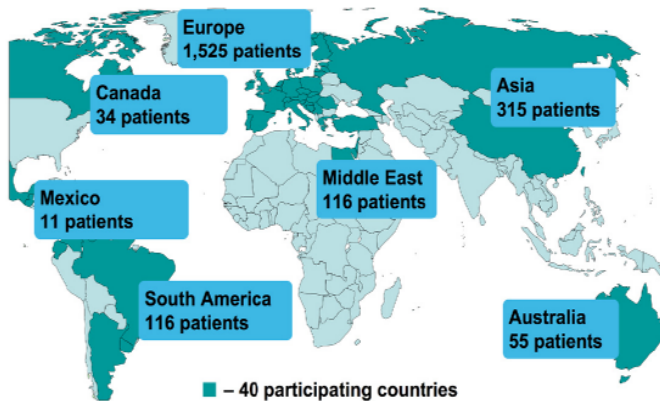 Europe
1,525 patients
Canada
34 patients
Asia
315 patients
Mexico
11 patients
Middle East
116 patients
South America
116 patients
Australia
55 patients
– 40 participating countries